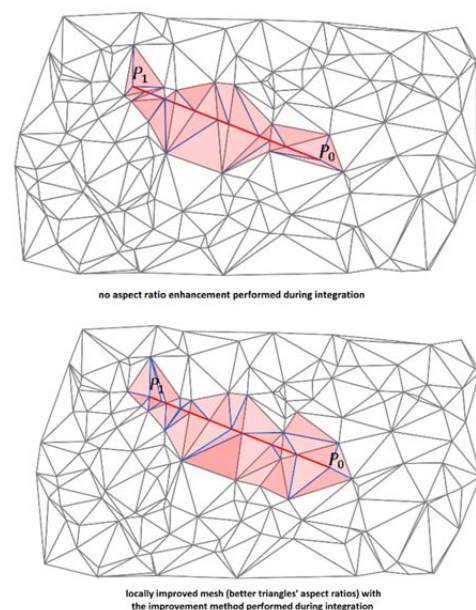 P₁
P₀
no aspect ratio enhancement performed during integration
P₁
P₀
locally improved mesh (better triangles' aspect ratios) with
the improvement method performed during integration